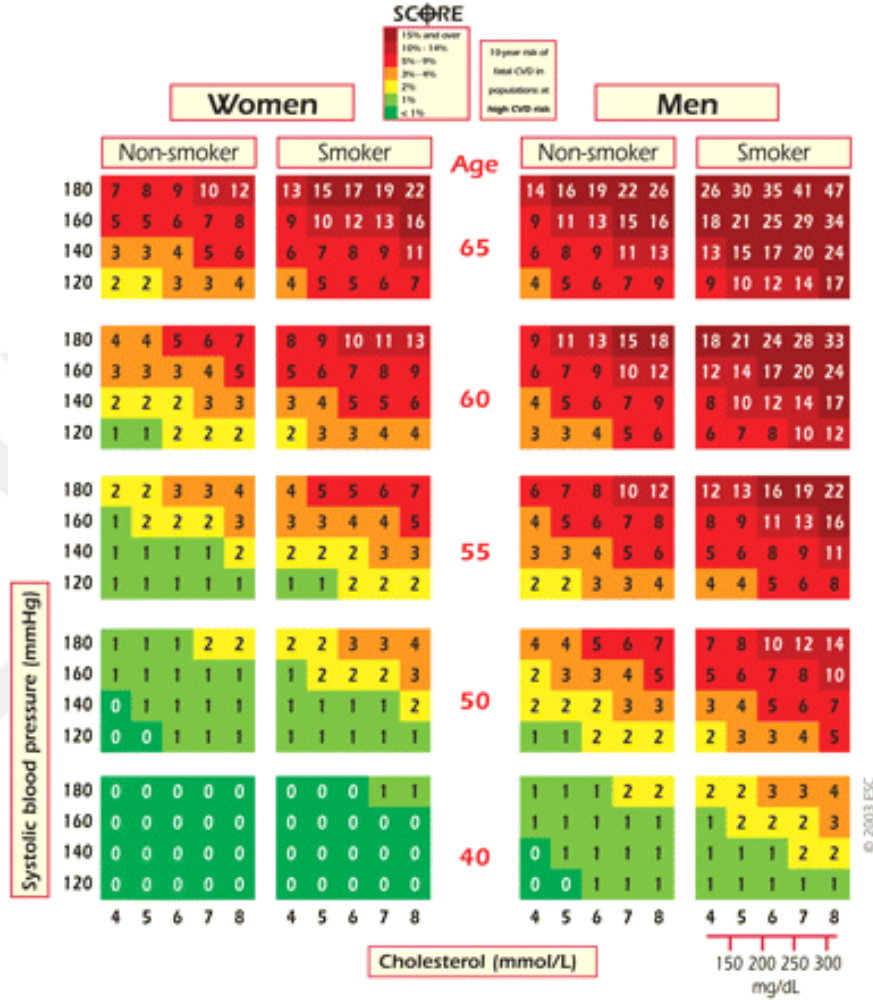 SCORE
15% and over
10% - 14%
5% - 9%
3% - 4%
2%
1%
< 1%
10-year risk of
fatal CVD in
populations at
high CVD risk
Women
Men
Non-smoker
Smoker
Age
Non-smoker
Smoker
180 7 8 9 10 12 13 15 17 19 22 14 16 19 22 26 26 30 35 41 47
160 5 5 6 7 8 9 10 12 13 16 9 11 13 15 16 18 21 25 29 34
65
140 3 3 4 5 6 6 7 8 9 11 6 8 9 11 13 13 15 17 20 24
120 2 2 3 3 4 4 5 5 6 7 4 5 6 7 9 9 10 12 14 17
180 4 4 5 6 7 8 9 10 11 13 9 11 13 15 18 18 21 24 28 33
160 3 3 3 4 5 5 6 7 8 9 6 7 9 10 12 12 14 17 20 24
60
140 2 2 2 3 3 3 4 5 5 6 4 5 6 7 9 8 10 12 14 17
120 1 1 2 2 2 2 3 3 4 4 3 3 4 5 6 6 7 8 10 12
180 2 2 3 3 4 4 5 5 6 7 6 7 8 10 12 12 13 16 19 22
160 1 2 2 2 3 3 3 4 4 5 4 5 6 7 8 8 9 11 13 16
55
140 1 1 1 1 2 2 2 2 3 3 3 3 4 5 6 5 6 8 9 11
120 1 1 1 1 1 1 1 2 2 2 2 2 3 3 4 4 4 5 6 8
180 1 1 1 2 2 2 2 3 3 4 4 4 5 6 7 7 8 10 12 14
160 1 1 1 1 1 1 2 2 2 3 2 3 3 4 5 5 6 7 8 10
50
140 0 1 1 1 1 1 1 1 1 2 2 2 2 3 3 3 4 5 6 7
120 0 0 1 1 1 1 1 1 1 1 1 1 2 2 2 2 3 3 4 5
180 0 0 0 0 0 0 0 0 1 1 1 1 1 2 2 2 2 3 3 4
160 0 0 0 0 0 0 0 0 0 0 1 1 1 1 1 1 2 2 2 3
40
140 0 0 0 0 0 0 0 0 0 0 0 1 1 1 1 1 1 1 2 2
120 0 0 0 0 0 0 0 0 0 0 0 0 1 1 1 1 1 1 1 1
4 5 6 7 8 4 5 6 7 8 4 5 6 7 8 4 5 6 7 8
Systolic blood pressure (mmHg)
Cholesterol (mmol/L)
150 200 250 300
mg/dL
© 2003 ESC